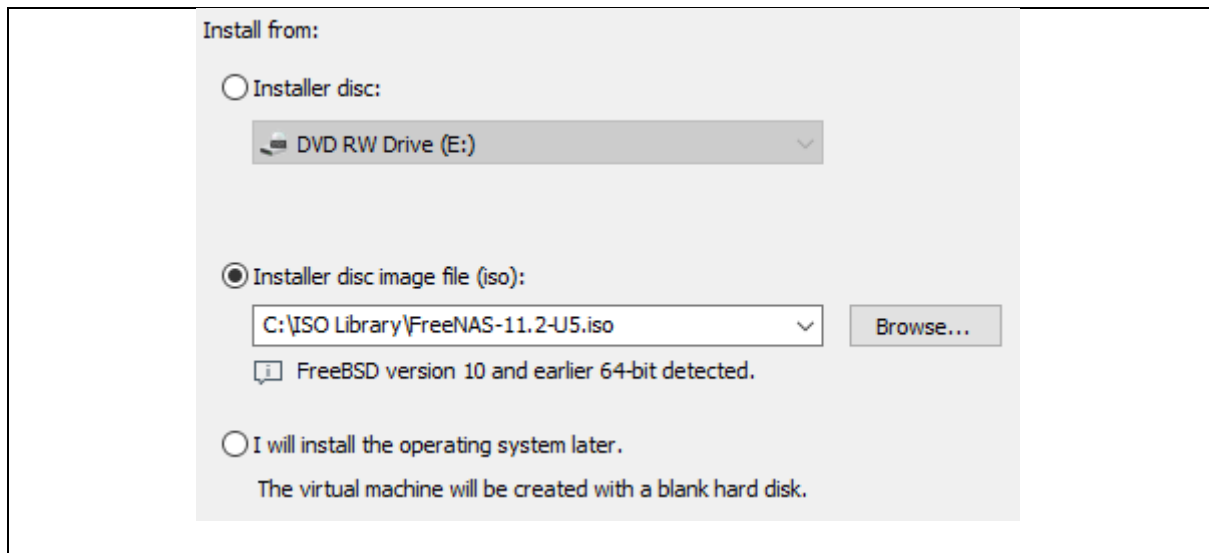 Install from:
Installer disc:
DVD RW Drive (E:)
Installer disc image file (iso):
C:\ISO Library\FreeNAS-11.2-U5.iso
Browse...
FreeBSD version 10 and earlier 64-bit detected.
I will install the operating system later.
The virtual machine will be created with a blank hard disk.